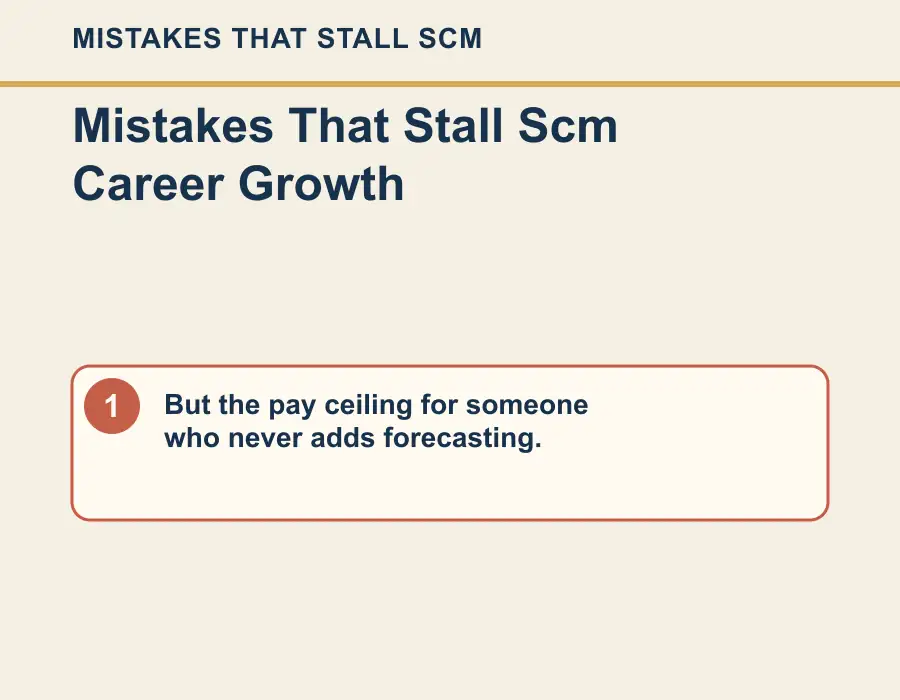 MISTAKES THAT STALL SCM
Mistakes That Stall Scm
Career Growth
1
But the pay ceiling for someone
who never adds forecasting.